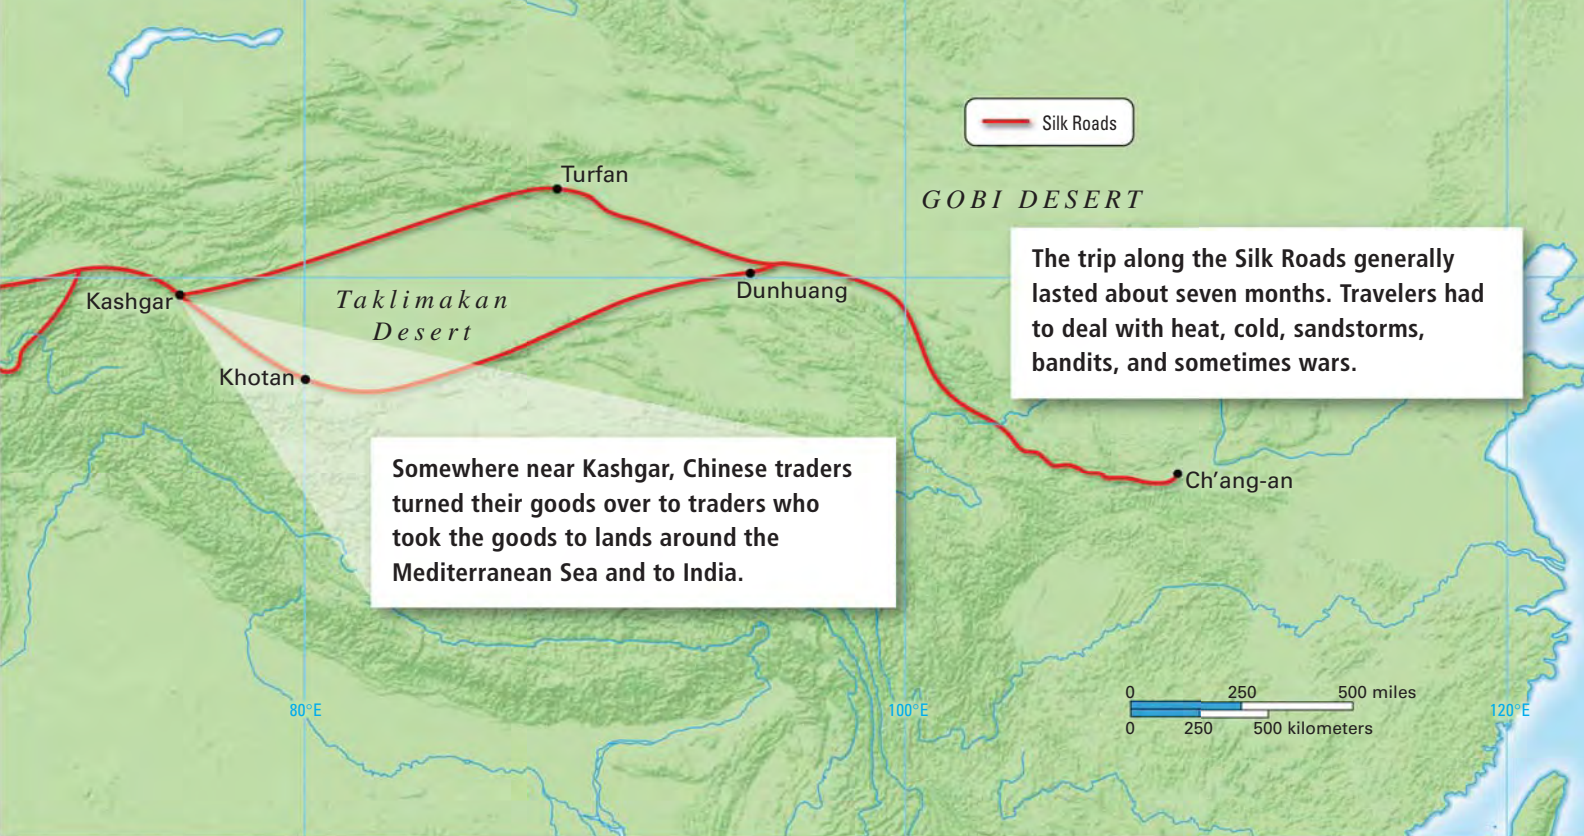 Silk Roads
Turfan
GOBI DESERT
The trip along the Silk Roads generally
lasted about seven months. Travelers had
to deal with heat, cold, sandstorms,
bandits, and sometimes wars.
Kashgar
Taklimakan
Desert
Dunhuang
Khotan
Somewhere near Kashgar, Chinese traders
turned their goods over to traders who
took the goods to lands around the
Mediterranean Sea and to India.
Ch'ang-an
0 250 500 miles
0 250 500 kilometers
80°E
100°E
120°E